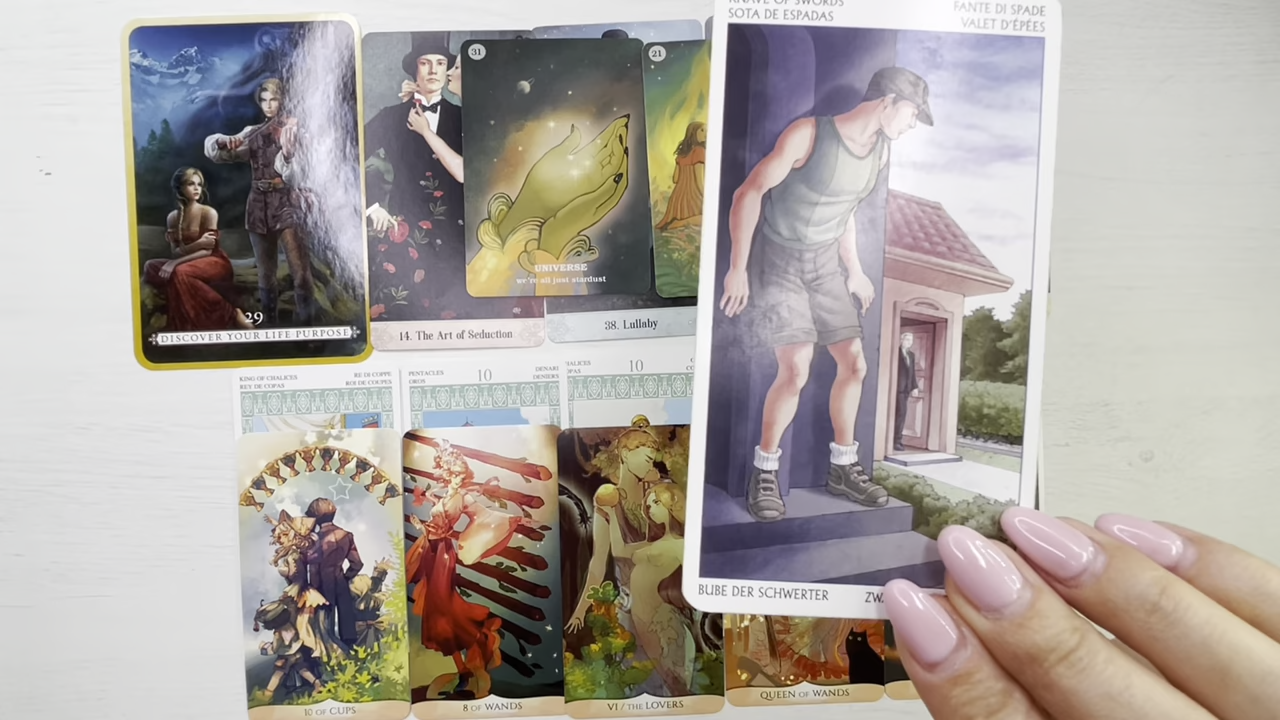 KNAVE OF SWORDS
SOTA DE ESPADAS
FANTE DI SPADE
VALET D'ÉPÉES
BUBE DER SCHWERTER
31
UNIVERSE
we're all just stardust
21
29
DISCOVER YOUR LIFE PURPOSE
14. The Art of Seduction
38. Lullaby
KING OF CHALICES
REY DE COPAS
RE DI COPPE
ROI DE COUPES
PENTACLES
OROS
10
DENARI
DENIERS
10
10 OF CUPS
8 OF WANDS
VI / THE LOVERS
QUEEN OF WANDS